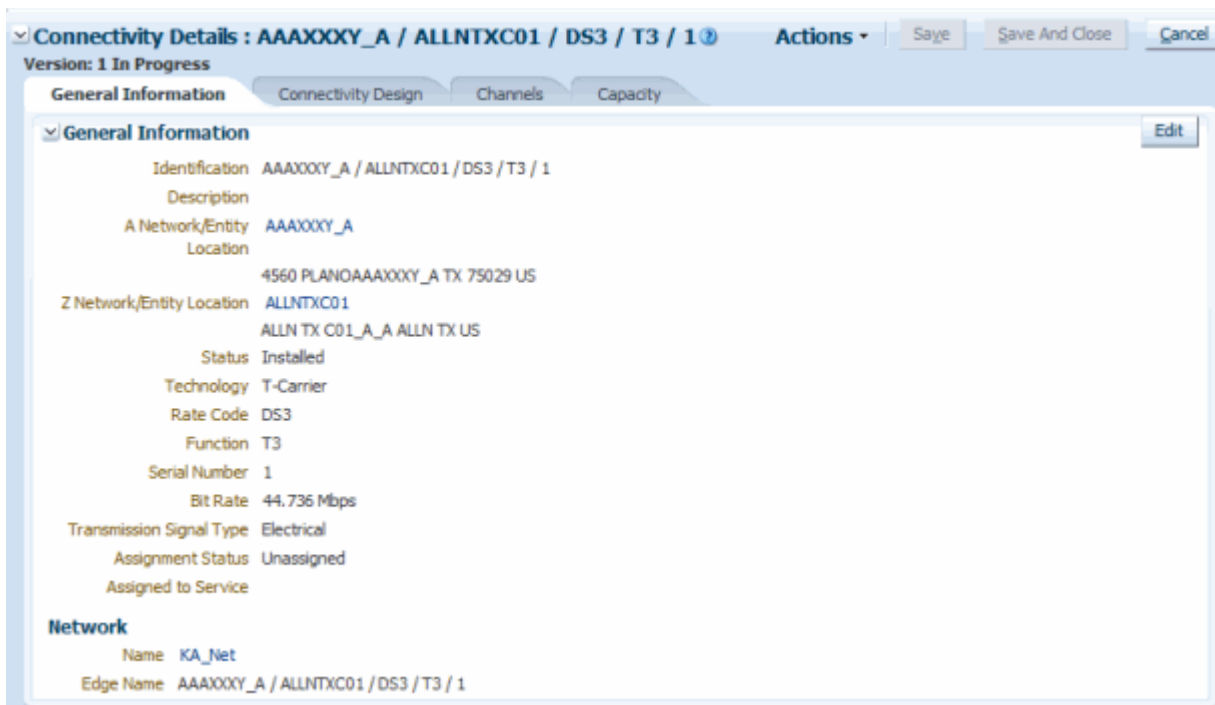 Connectivity Details : AAAXXXY_A / ALLNTXC01 / DS3 / T3 / 1 Actions Save Save And Close Cancel
Version: 1 In Progress
General Information Connectivity Design Channels Capacity
General Information Edit
Identification AAAXXXY_A / ALLNTXC01 / DS3 / T3 / 1
Description
A Network/Entity AAAXXXY_A
Location
4560 PLANOAAAXXXY_A TX 75029 US
Z Network/Entity Location ALLNTXC01
ALLN TX C01_A_A ALLN TX US
Status Installed
Technology T-Carrier
Rate Code DS3
Function T3
Serial Number 1
Bit Rate 44.736 Mbps
Transmission Signal Type Electrical
Assignment Status Unassigned
Assigned to Service
Network
Name KA_Net
Edge Name AAAXXXY_A / ALLNTXC01 / DS3 / T3 / 1